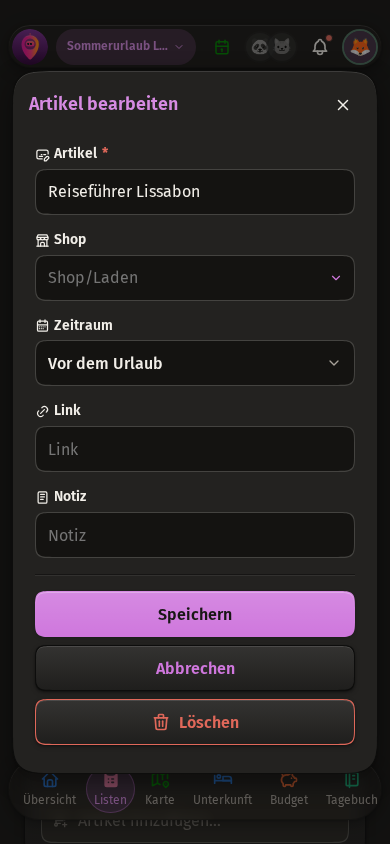 Sommerurlaub L...
Artikel bearbeiten
Artikel *
Reiseführer Lissabon
Shop
Shop/Laden
Zeitraum
Vor dem Urlaub
Link
Link
Notiz
Notiz
Speichern
Abbrechen
Löschen
Übersicht Listen Karte Unterkunft Budget Tagebuch
Artikel hinzufügen...